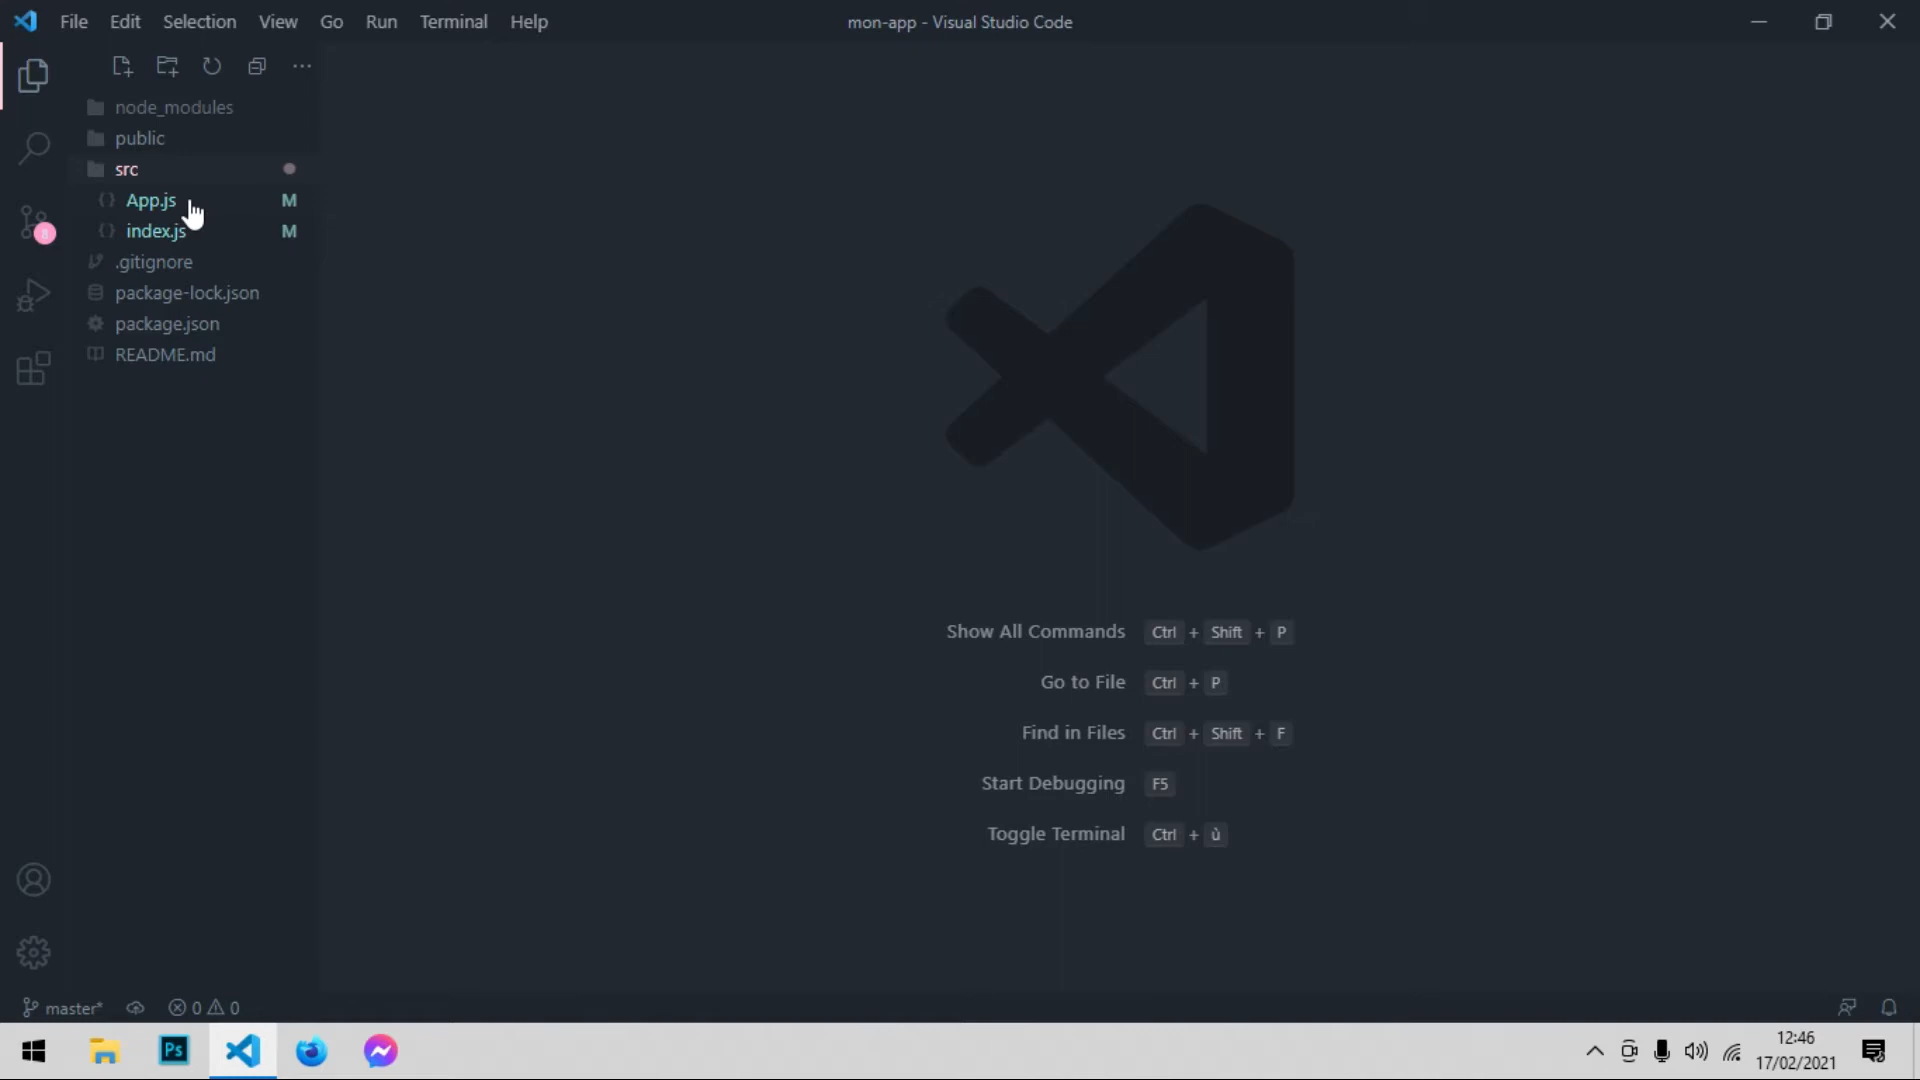 File Edit Selection View Go Run Terminal Help
mon-app - Visual Studio Code
node_modules
public
src
App.js M
index.js M
8
.gitignore
package-lock.json
package.json
README.md
Show All Commands Ctrl + Shift + P
Go to File Ctrl + P
Find in Files Ctrl + Shift + F
Start Debugging F5
Toggle Terminal Ctrl + ù
master* 0 0
Ps
12:46
17/02/2021